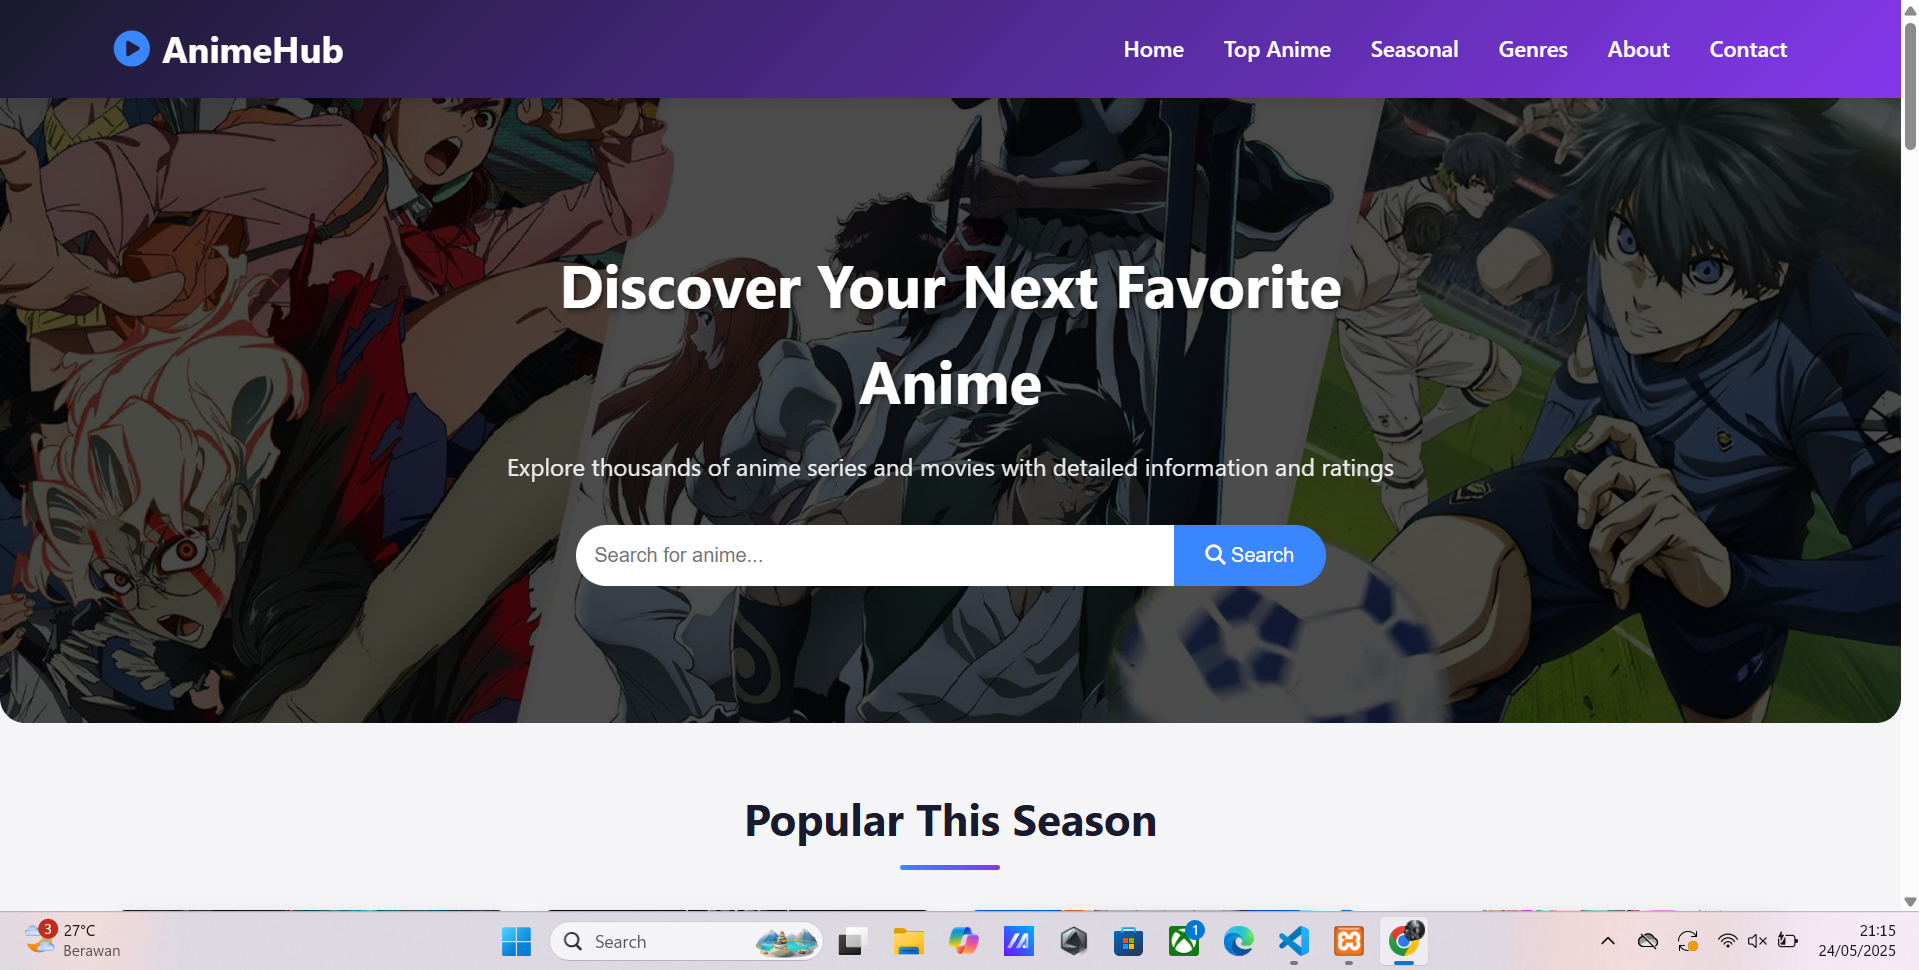 AnimeHub
Home Top Anime Seasonal Genres About Contact
Discover Your Next Favorite
Anime
Explore thousands of anime series and movies with detailed information and ratings
Search for anime...
Search
Popular This Season
3
27°C
Berawan
Search
1
21:15
24/05/2025